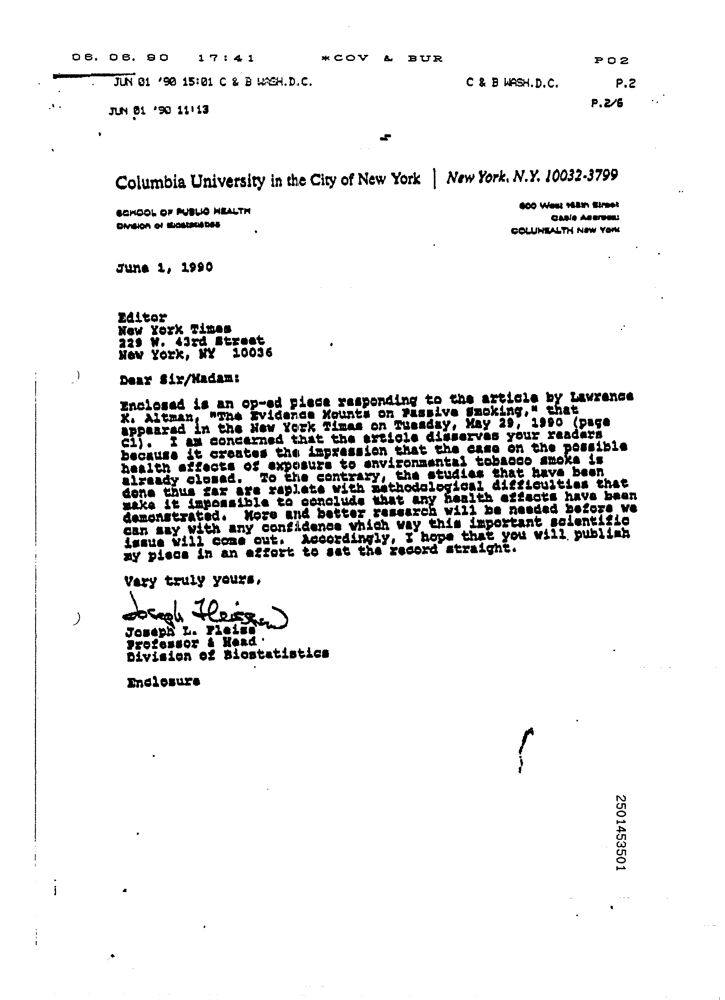 06. 06. 90 17:41 *COV & BUR P02
JUN 01 '90 15:01 C & B WASH.D.C. C & B WASH.D.C. P.2
JUN 01 '90 11:13 P.2/6
Columbia University in the City of New York | New York, N.Y. 10032-3799
SCHOOL OF PUBLIC HEALTH 600 West 168th Street
Division of Biostatistics Cable Address:
COLUMHEALTH New York
June 1, 1990
Editor
New York Times
229 W. 43rd Street
New York, NY 10036
Dear Sir/Madam:
Enclosed is an op-ed piece responding to the article by Lawrence
K. Altman, "The Evidence Mounts on Passive Smoking," that
appeared in the New York Times on Tuesday, May 29, 1990 (page
C1). I am concerned that the article disserves your readers
because it creates the impression that the case on the possible
health effects of exposure to environmental tobacco smoke is
already closed. To the contrary, the studies that have been
done thus far are replete with methodological difficulties that
make it impossible to conclude that any health effects have been
demonstrated. More and better research will be needed before we
can say with any confidence which way this important scientific
issue will come out. Accordingly, I hope that you will publish
my piece in an effort to set the record straight.
Very truly yours,
Joseph L. Fleiss
Joseph L. Fleiss
Professor & Head
Division of Biostatistics
Enclosure
2501453501